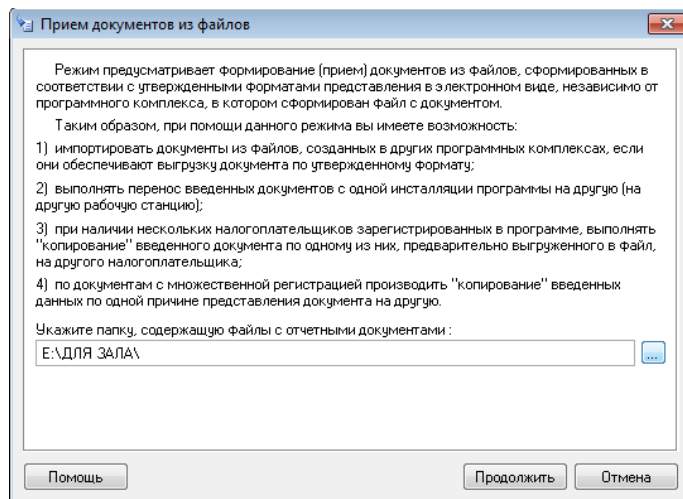 Прием документов из файлов
Режим предусматривает формирование (прием) документов из файлов, сформированных в
соответствии с утвержденными форматами представления в электронном виде, независимо от
программного комплекса, в котором сформирован файл с документом.
Таким образом, при помощи данного режима вы имеете возможность:
1) импортировать документы из файлов, созданных в других программных комплексах, если
они обеспечивают выгрузку документа по утвержденному формату;
2) выполнять перенос введенных документов с одной инсталляции программы на другую (на
другую рабочую станцию);
3) при наличии нескольких налогоплательщиков зарегистрированных в программе, выполнять
"копирование" введенного документа по одному из них, предварительно выгруженного в файл,
на другого налогоплательщика;
4) по документам с множественной регистрацией производить "копирование" введенных
данных по одной причине представления документа на другую.
Укажите папку, содержащую файлы с отчетными документами :
E:\ДЛЯ ЗАЛА\
...
Помощь
Продолжить
Отмена